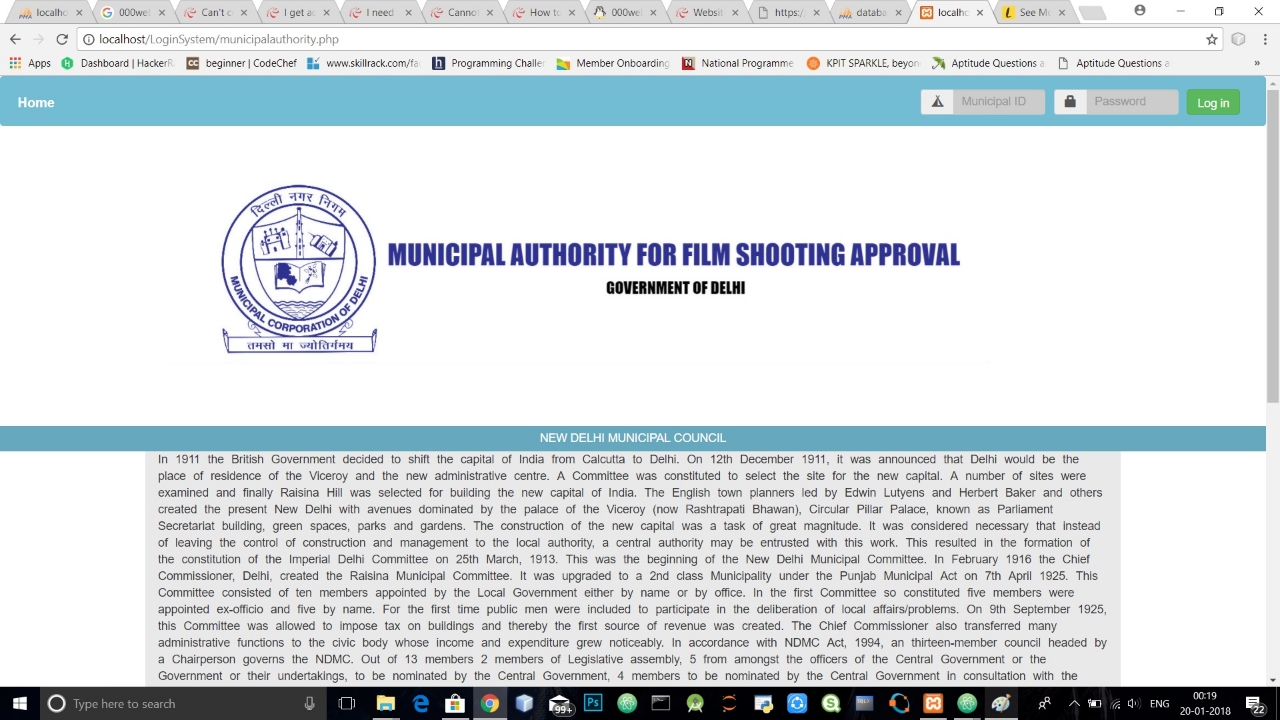 localho
000wel
Can't c
I get ac
I need
Canno
How to
000wel
Websit
https:/
databa
localho
See M
localhost/LoginSystem/municipalauthority.php
Apps Dashboard | HackerR beginner | CodeChef www.skillrack.com/fa Programming Challer Member Onboarding National Programme KPIT SPARKLE, beyon Aptitude Questions a Aptitude Questions a »
Home Municipal ID Password Log in
दिल्ली नगर निगम
MUNICIPAL CORPORATION OF DELHI
तमसो मा ज्योतिर्गमय
MUNICIPAL AUTHORITY FOR FILM SHOOTING APPROVAL
GOVERNMENT OF DELHI
NEW DELHI MUNICIPAL COUNCIL
In 1911 the British Government decided to shift the capital of India from Calcutta to Delhi. On 12th December 1911, it was announced that Delhi would be the
place of residence of the Viceroy and the new administrative centre. A Committee was constituted to select the site for the new capital. A number of sites were
examined and finally Raisina Hill was selected for building the new capital of India. The English town planners led by Edwin Lutyens and Herbert Baker and others
created the present New Delhi with avenues dominated by the palace of the Viceroy (now Rashtrapati Bhawan), Circular Pillar Palace, known as Parliament
Secretariat building, green spaces, parks and gardens. The construction of the new capital was a task of great magnitude. It was considered necessary that instead
of leaving the control of construction and management to the local authority, a central authority may be entrusted with this work. This resulted in the formation of
the constitution of the Imperial Delhi Committee on 25th March, 1913. This was the beginning of the New Delhi Municipal Committee. In February 1916 the Chief
Commissioner, Delhi, created the Raisina Municipal Committee. It was upgraded to a 2nd class Municipality under the Punjab Municipal Act on 7th April 1925. This
Committee consisted of ten members appointed by the Local Government either by name or by office. In the first Committee so constituted five members were
appointed ex-officio and five by name. For the first time public men were included to participate in the deliberation of local affairs/problems. On 9th September 1925,
this Committee was allowed to impose tax on buildings and thereby the first source of revenue was created. The Chief Commissioner also transferred many
administrative functions to the civic body whose income and expenditure grew noticeably. In accordance with NDMC Act, 1994, an thirteen-member council headed by
a Chairperson governs the NDMC. Out of 13 members 2 members of Legislative assembly, 5 from amongst the officers of the Central Government or the
Government or their undertakings, to be nominated by the Central Government, 4 members to be nominated by the Central Government in consultation with the
Type here to search
99+
Ps
ENG
00:19
20-01-2018
22